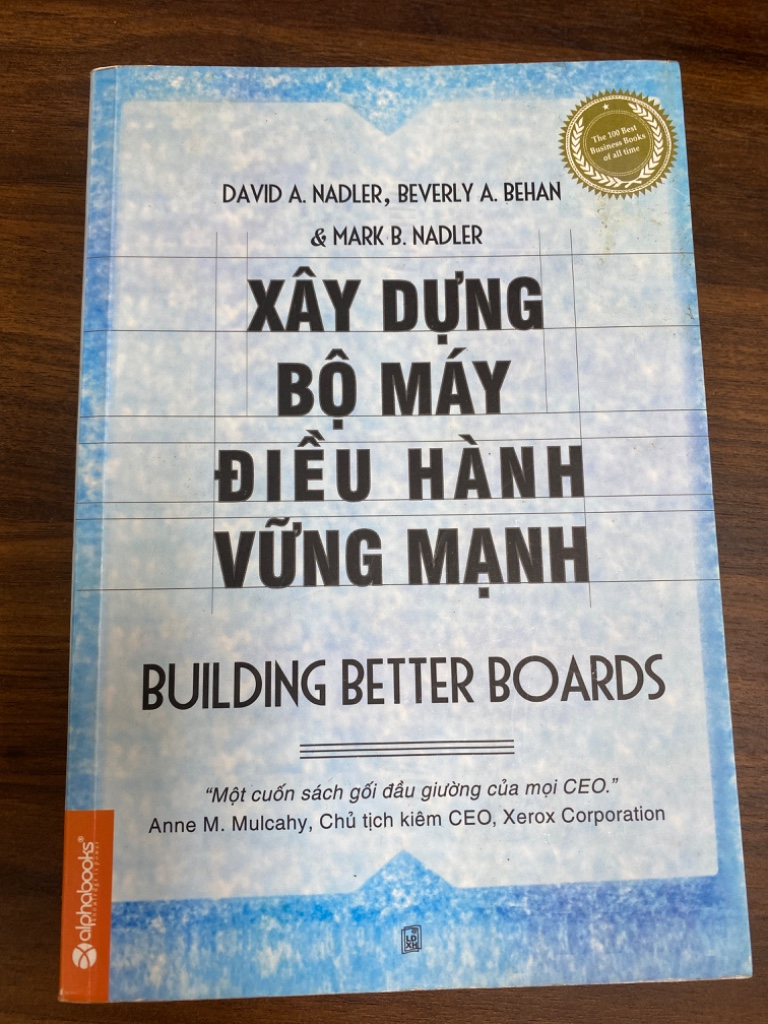 The 100 Best
Business Books
of all time
DAVID A. NADLER, BEVERLY A. BEHAN
& MARK B. NADLER
XÂY DỰNG
BỘ MÁY
ĐIỀU HÀNH
VỮNG MẠNH
BUILDING BETTER BOARDS
“Một cuốn sách gối đầu giường của mọi CEO.”
Anne M. Mulcahy, Chủ tịch kiêm CEO, Xerox Corporation
alphabooks®
LĐ
XH